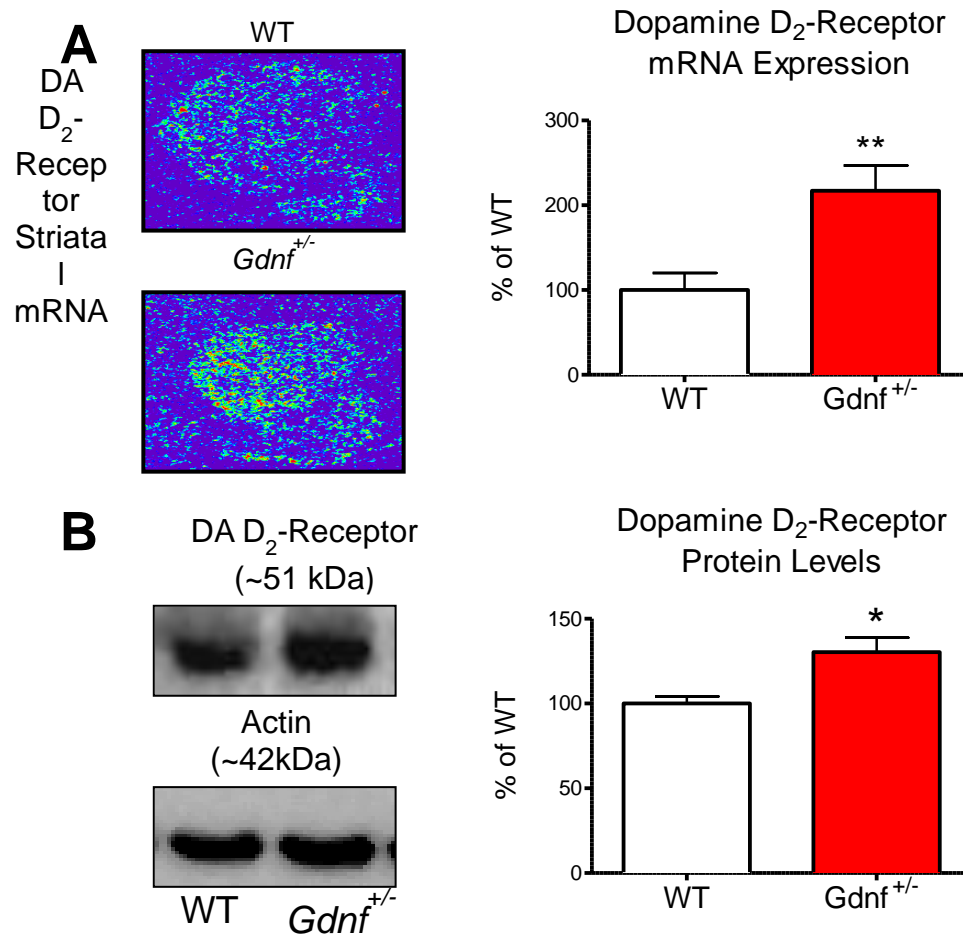 A
DA
D2-
Recep
tor
Striata
l
mRNA
WT
Gdnf+/-
Dopamine D2-Receptor
mRNA Expression
% of WT
300
200
100
0
**
WT
Gdnf +/-
B
DA D2-Receptor
(~51 kDa)
Actin
(~42kDa)
WT
Gdnf+/-
Dopamine D2-Receptor
Protein Levels
% of WT
150
100
50
0
*
WT
Gdnf +/-